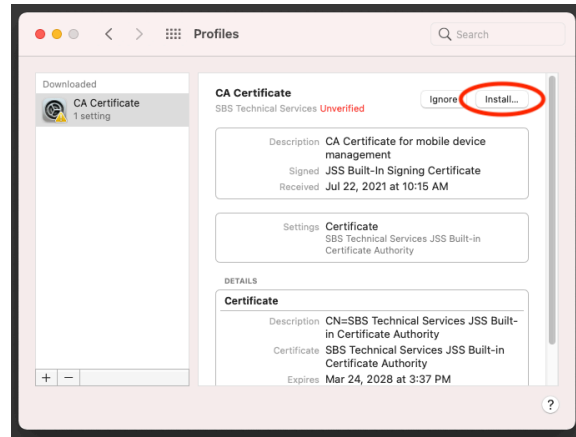 Profiles
Search
Downloaded
CA Certificate
1 setting
CA Certificate
SBS Technical Services Unverified
Ignore
Install...
Description CA Certificate for mobile device
management
Signed JSS Built-In Signing Certificate
Received Jul 22, 2021 at 10:15 AM
Settings Certificate
SBS Technical Services JSS Built-in
Certificate Authority
DETAILS
Certificate
Description CN=SBS Technical Services JSS Built-
in Certificate Authority
Certificate SBS Technical Services JSS Built-in
Certificate Authority
Expires Mar 24, 2028 at 3:37 PM
+ −
?